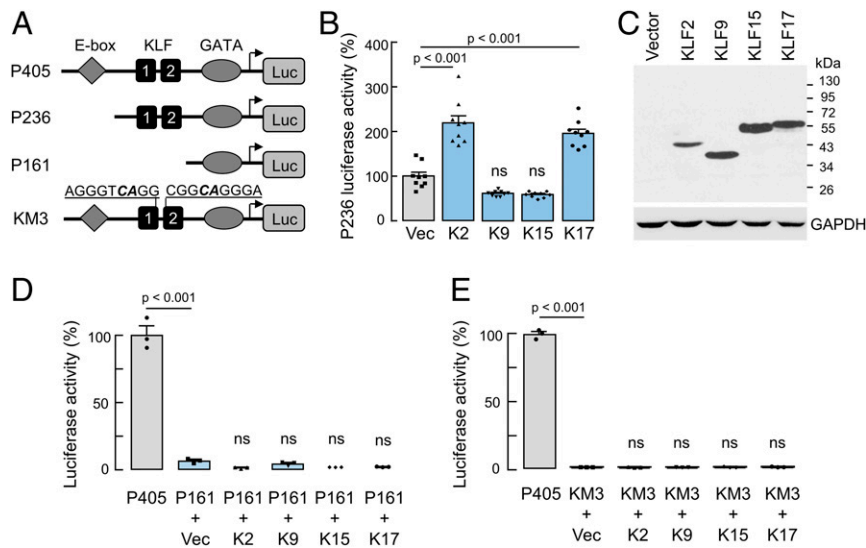 A
E-box KLF GATA
P405 1 2 Luc
P236 1 2 Luc
P161 Luc
AGGGTCAGG CGGCAGGGA
KM3 1 2 Luc
B
P236 luciferase activity (%)
400
300
200
100
0
p < 0.001
p < 0.001
ns ns
Vec K2 K9 K15 K17
C
Vector KLF2 KLF9 KLF15 KLF17
kDa
130
95
72
55
43
34
26
GAPDH
D
Luciferase activity (%)
100
50
0
p < 0.001
ns ns ns ns
P405 P161 P161 P161 P161 P161
+ + + + +
Vec K2 K9 K15 K17
E
Luciferase activity (%)
100
50
0
p < 0.001
ns ns ns ns
P405 KM3 KM3 KM3 KM3 KM3
+ + + + +
Vec K2 K9 K15 K17